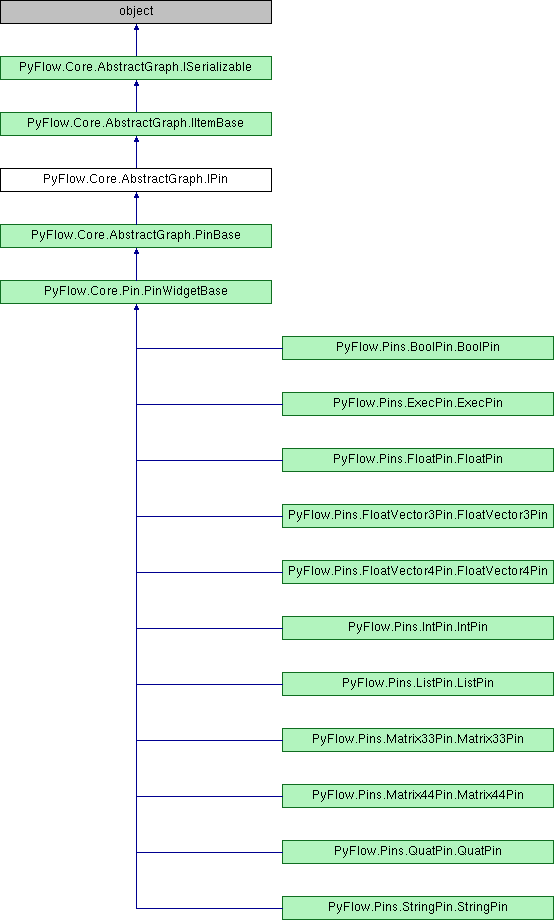 object
PyFlow.Core.AbstractGraph.ISerializable
PyFlow.Core.AbstractGraph.IItemBase
PyFlow.Core.AbstractGraph.IPin
PyFlow.Core.AbstractGraph.PinBase
PyFlow.Core.Pin.PinWidgetBase
PyFlow.Pins.BoolPin.BoolPin
PyFlow.Pins.ExecPin.ExecPin
PyFlow.Pins.FloatPin.FloatPin
PyFlow.Pins.FloatVector3Pin.FloatVector3Pin
PyFlow.Pins.FloatVector4Pin.FloatVector4Pin
PyFlow.Pins.IntPin.IntPin
PyFlow.Pins.ListPin.ListPin
PyFlow.Pins.Matrix33Pin.Matrix33Pin
PyFlow.Pins.Matrix44Pin.Matrix44Pin
PyFlow.Pins.QuatPin.QuatPin
PyFlow.Pins.StringPin.StringPin